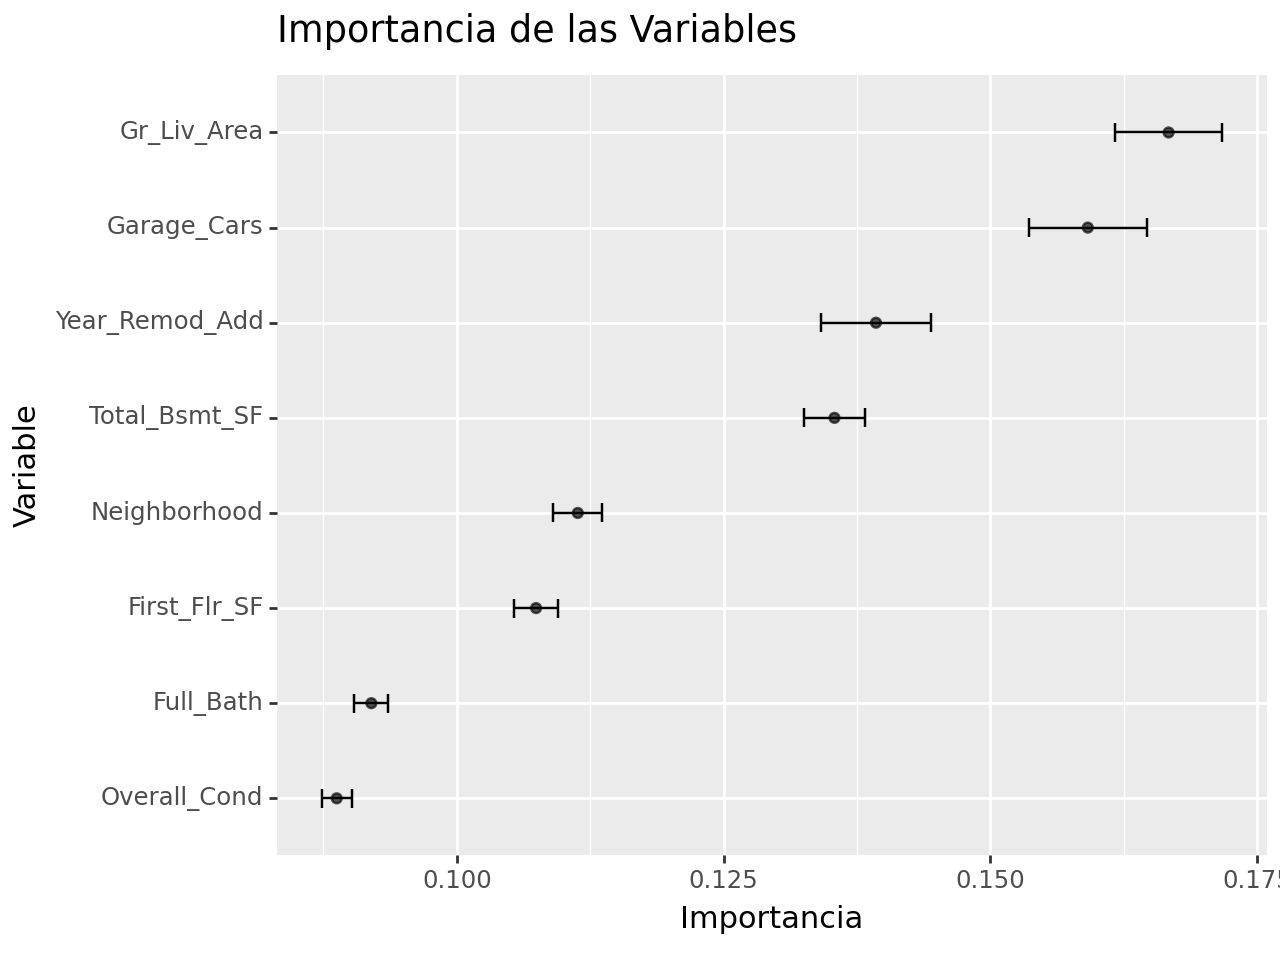 Importancia de las Variables
Gr_Liv_Area
Garage_Cars
Year_Remod_Add
Total_Bsmt_SF
Neighborhood
First_Flr_SF
Full_Bath
Overall_Cond
Variable
0.100 0.125 0.150 0.175
Importancia